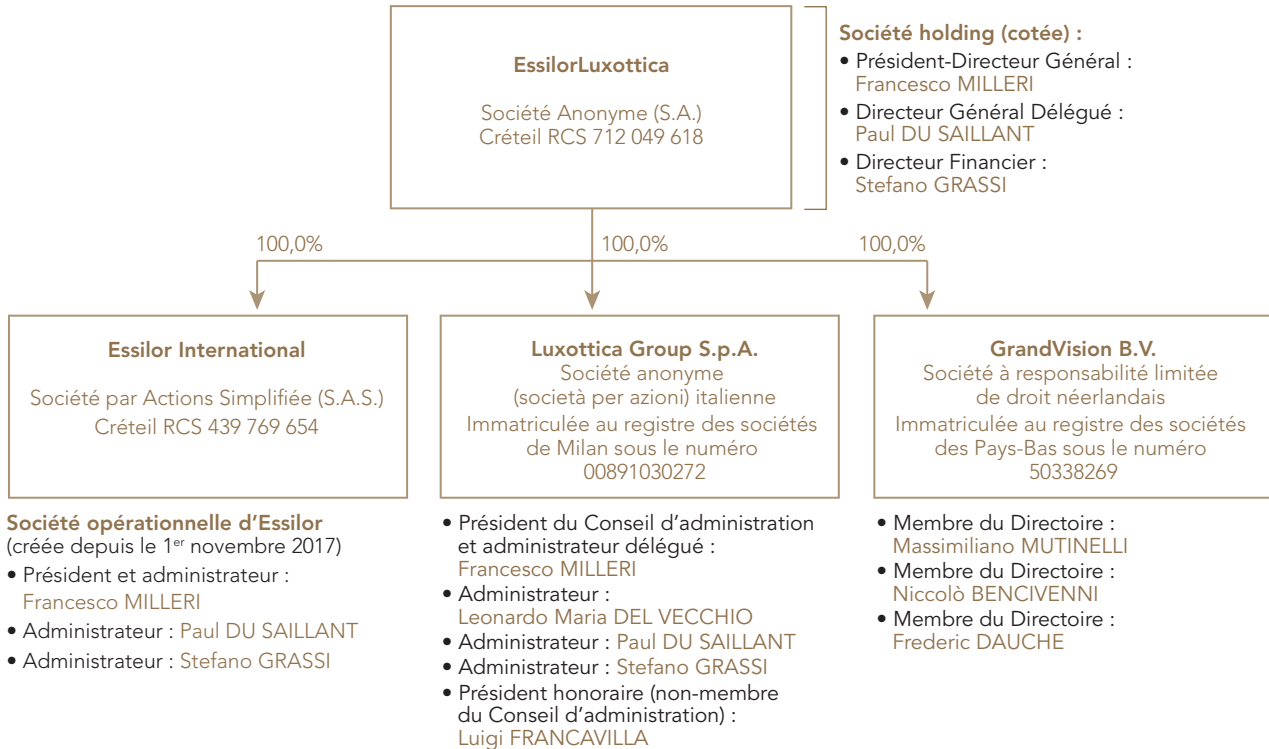 EssilorLuxottica
Société Anonyme (S.A.)
Créteil RCS 712 049 618
Société holding (cotée) :
• Président-Directeur Général :
Francesco MILLERI
• Directeur Général Délégué :
Paul DU SAILLANT
• Directeur Financier :
Stefano GRASSI
100,0%
100,0%
100,0%
Essilor International
Société par Actions Simplifiée (S.A.S.)
Créteil RCS 439 769 654
Société opérationnelle d’Essilor
(créée depuis le 1er novembre 2017)
• Président et administrateur :
Francesco MILLERI
• Administrateur : Paul DU SAILLANT
• Administrateur : Stefano GRASSI
Luxottica Group S.p.A.
Société anonyme
(società per azioni) italienne
Immatriculée au registre des sociétés
de Milan sous le numéro
00891030272
• Président du Conseil d’administration
et administrateur délégué :
Francesco MILLERI
• Administrateur :
Leonardo Maria DEL VECCHIO
• Administrateur : Paul DU SAILLANT
• Administrateur : Stefano GRASSI
• Président honoraire (non-membre
du Conseil d’administration) :
Luigi FRANCAVILLA
GrandVision B.V.
Société à responsabilité limitée
de droit néerlandais
Immatriculée au registre des sociétés
des Pays-Bas sous le numéro
50338269
• Membre du Directoire :
Massimiliano MUTINELLI
• Membre du Directoire :
Niccolò BENCIVENNI
• Membre du Directoire :
Frederic DAUCHE